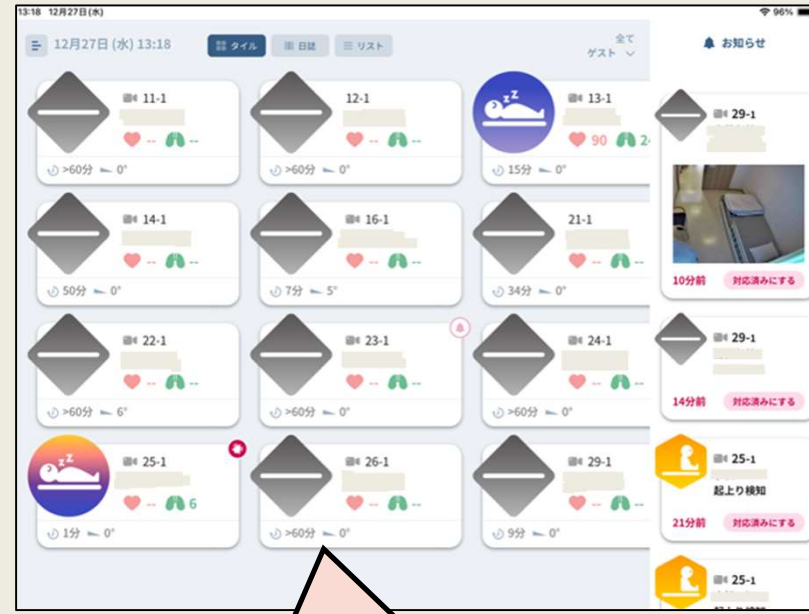 13:18 12月27日(水)
96%
12月27日 (水) 13:18
タイル
日誌
リスト
全て
ゲスト
お知らせ
11-1
-- --
>60分 0°
12-1
-- --
>60分 0°
13-1
90 2
15分 0°
14-1
-- --
50分 0°
16-1
-- --
7分 5°
21-1
-- --
34分 0°
22-1
-- --
>60分 6°
23-1
-- --
>60分 0°
24-1
-- --
>60分 0°
25-1
-- 6
1分 0°
26-1
-- --
>60分 0°
29-1
-- --
9分 0°
29-1
10分前 対応済みにする
29-1
14分前 対応済みにする
25-1
起上り検知
21分前 対応済みにする
25-1